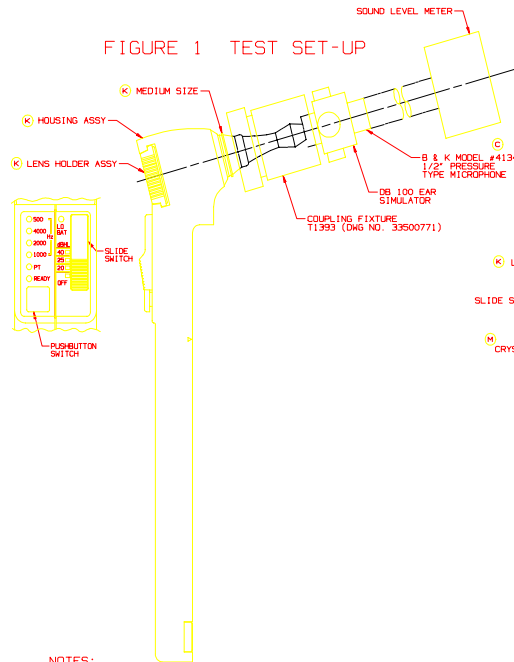 SOUND LEVEL METER
FIGURE 1 TEST SET-UP
K MEDIUM SIZE
K HOUSING ASSY
K LENS HOLDER ASSY
C
B & K MODEL #4134
1/2" PRESSURE
TYPE MICROPHONE
DB 100 EAR
SIMULATOR
COUPLING FIXTURE
T1393 (DWG NO. 33500771)
500
4000
Hz
2000
1000
PT
READY
LO
BAT
dBHL
40
25
20
OFF
SLIDE
SWITCH
PUSHBUTTON
SWITCH
K L
SLIDE S
M
CRYS
NOTES: